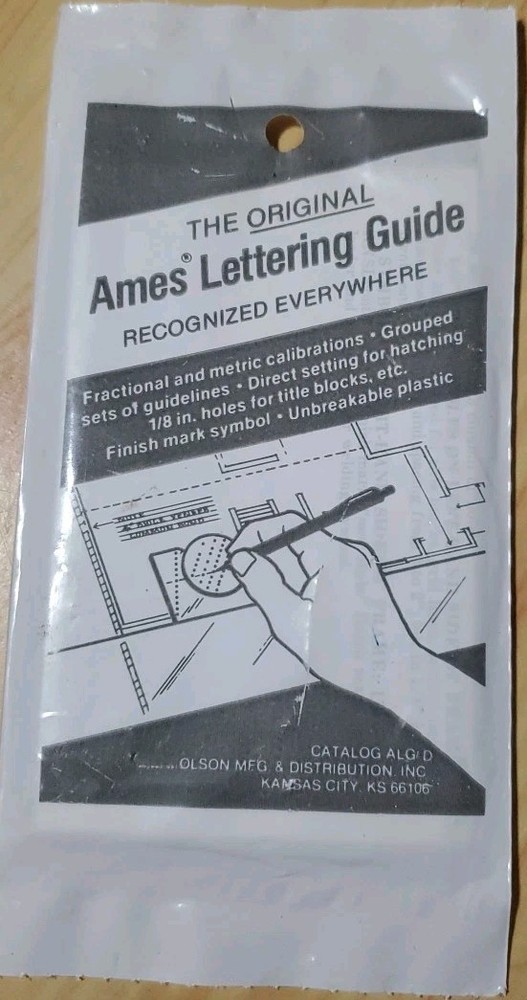 THE ORIGINAL
Ames® Lettering Guide
RECOGNIZED EVERYWHERE
Fractional and metric calibrations • Grouped
sets of guidelines • Direct setting for hatching
1/8 in. holes for title blocks, etc.
Finish mark symbol • Unbreakable plastic
CATALOG ALG/D
OLSON MFG. & DISTRIBUTION, INC
KANSAS CITY, KS 66106